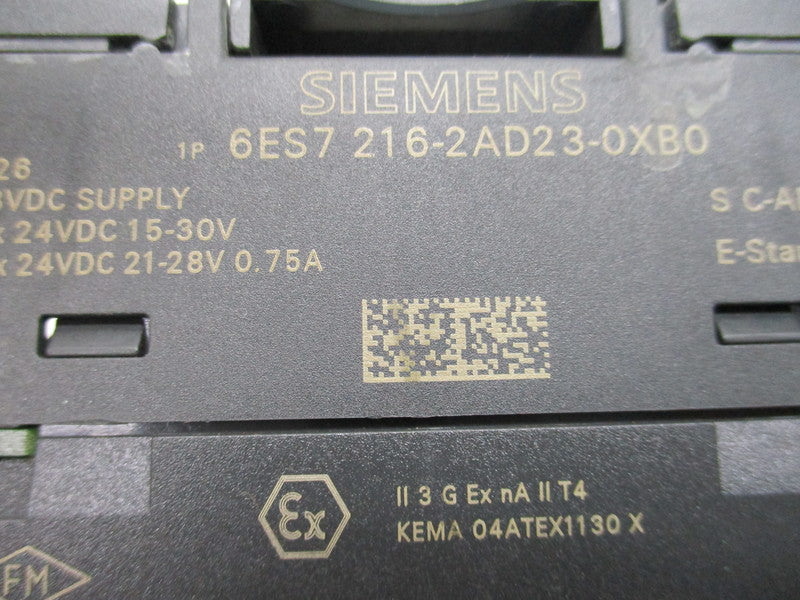 SIEMENS
1P 6ES7 216-2AD23-0XB0
26
VDC SUPPLY
x 24VDC 15-30V
x 24VDC 21-28V 0.75A
S C-A
E-Sta
Ex
II 3 G Ex nA II T4
KEMA 04ATEX1130 X
FM